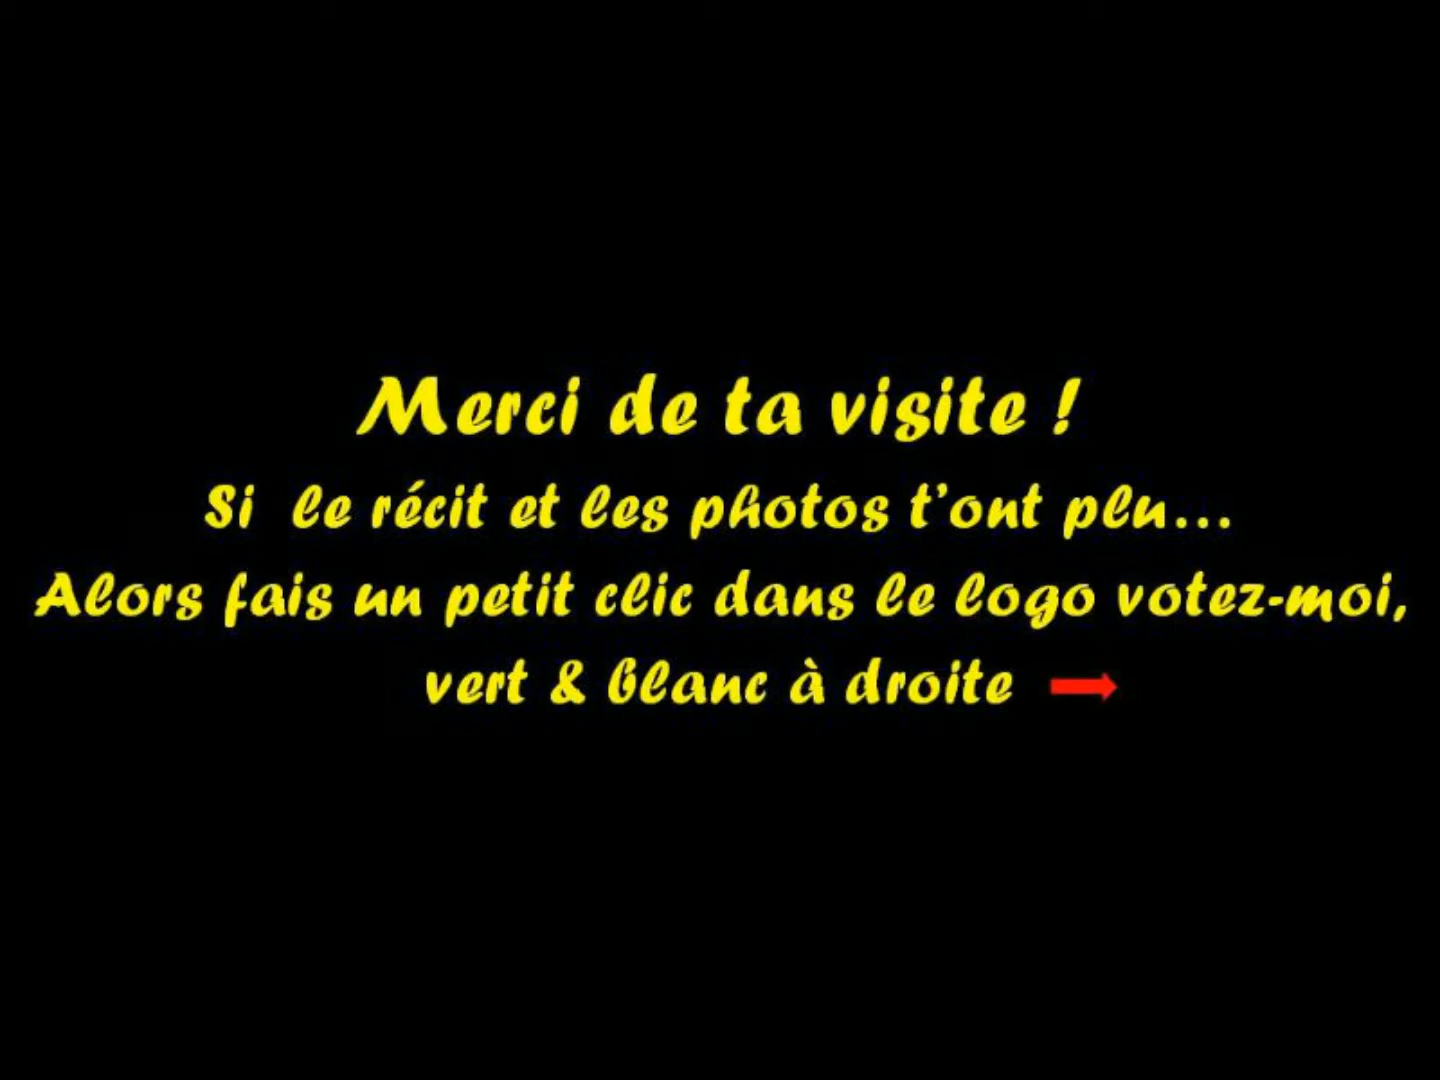 Merci de ta visite !
Si le récit et les photos t’ont plu...
Alors fais un petit clic dans le logo votez-moi,
vert & blanc à droite